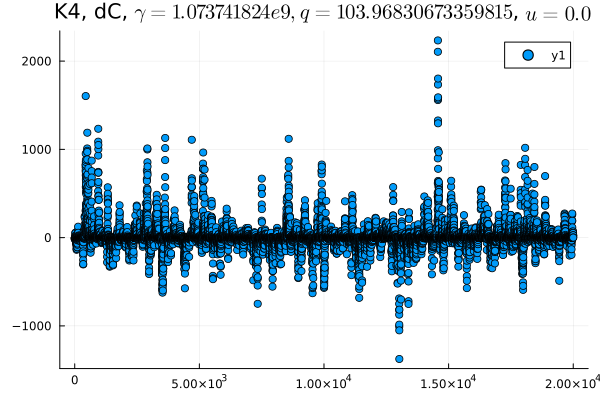 K4, dC, γ = 1.073741824e9, q = 103.96830673359815, u = 0.0
y1
2000
1000
0
−1000
0 5.00×10³ 1.00×10⁴ 1.50×10⁴ 2.00×10⁴